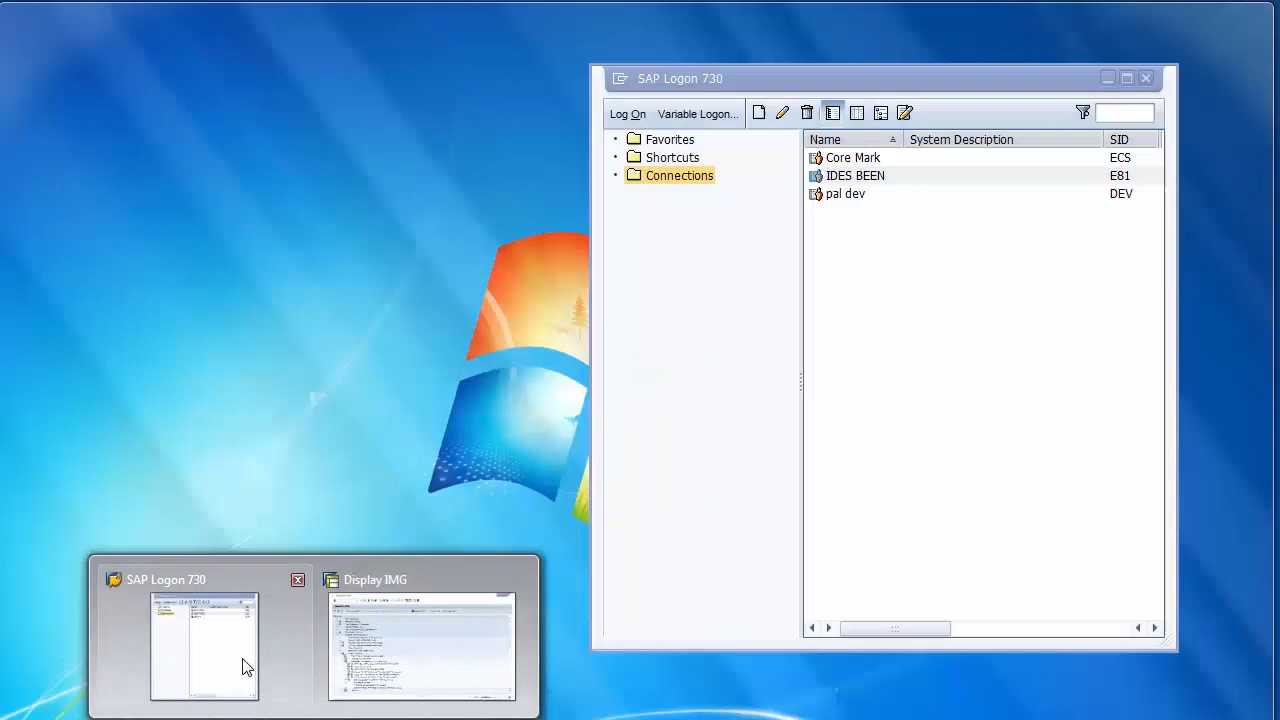 SAP Logon 730
Log On Variable Logon...
Favorites
Shortcuts
Connections
Name System Description SID
Core Mark ECS
IDES BEEN E81
pal dev DEV
SAP Logon 730 Display IMG